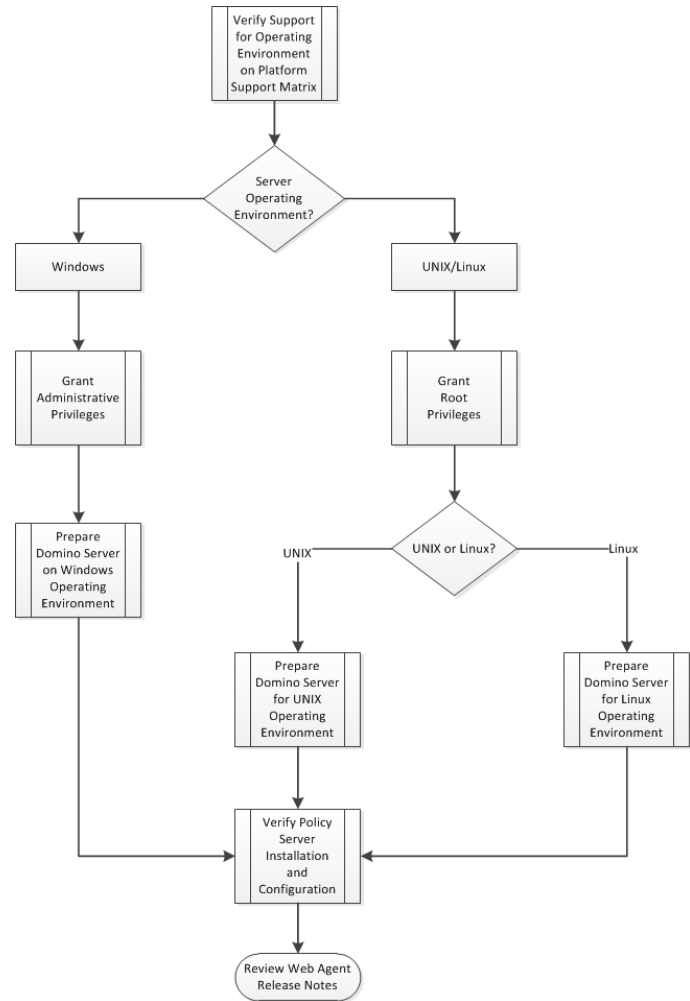 Verify Support
for Operating
Environment
on Platform
Support Matrix
Server
Operating
Environment?
Windows
UNIX/Linux
Grant
Administrative
Privileges
Grant
Root
Privileges
Prepare
Domino Server
on Windows
Operating
Environment
UNIX or Linux?
UNIX
Linux
Prepare
Domino Server
for UNIX
Operating
Environment
Prepare
Domino Server
for Linux
Operating
Environment
Verify Policy
Server
Installation
and
Configuration
Review Web Agent
Release Notes